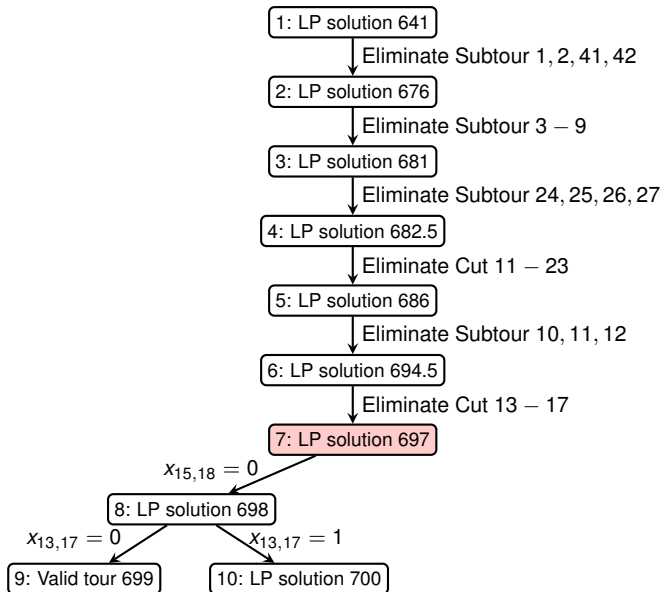 1: LP solution 641
Eliminate Subtour 1, 2, 41, 42
2: LP solution 676
Eliminate Subtour 3 − 9
3: LP solution 681
Eliminate Subtour 24, 25, 26, 27
4: LP solution 682.5
Eliminate Cut 11 − 23
5: LP solution 686
Eliminate Subtour 10, 11, 12
6: LP solution 694.5
Eliminate Cut 13 − 17
7: LP solution 697
x15,18 = 0
8: LP solution 698
x13,17 = 0 x13,17 = 1
9: Valid tour 699 10: LP solution 700